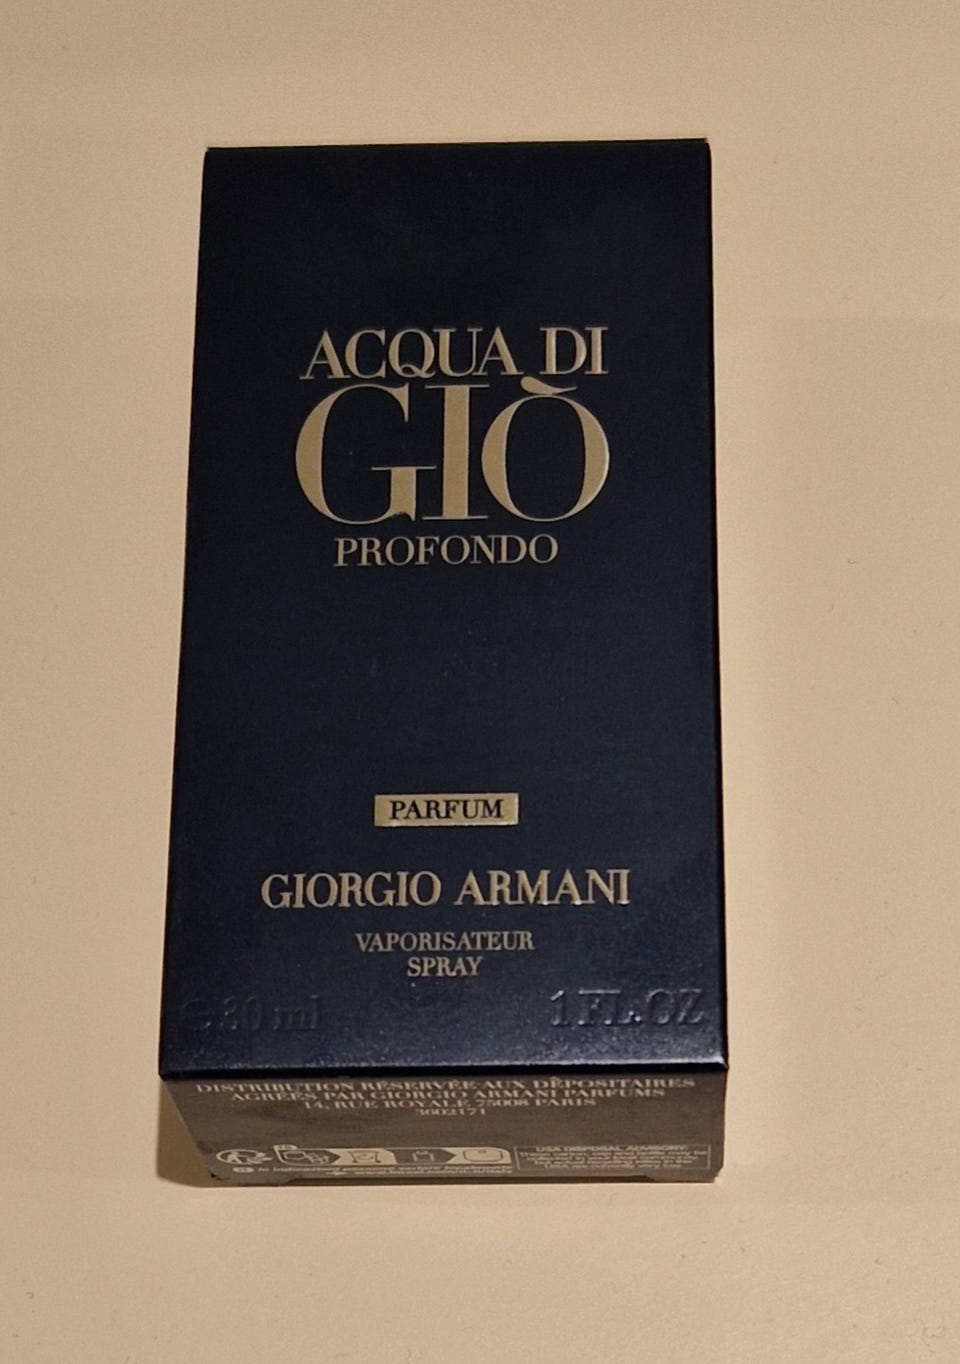 ACQUA DI
GIÒ
PROFONDO
PARFUM
GIORGIO ARMANI
VAPORISATEUR
SPRAY
℮ 30 ml 1 FL.OZ
DISTRIBUTION RÉSERVÉE AUX DÉPOSITAIRES
AGRÉÉS PAR GIORGIO ARMANI PARFUMS
14, RUE ROYALE 75008 PARIS
3602171
USA DISPOSAL ADVISORY: